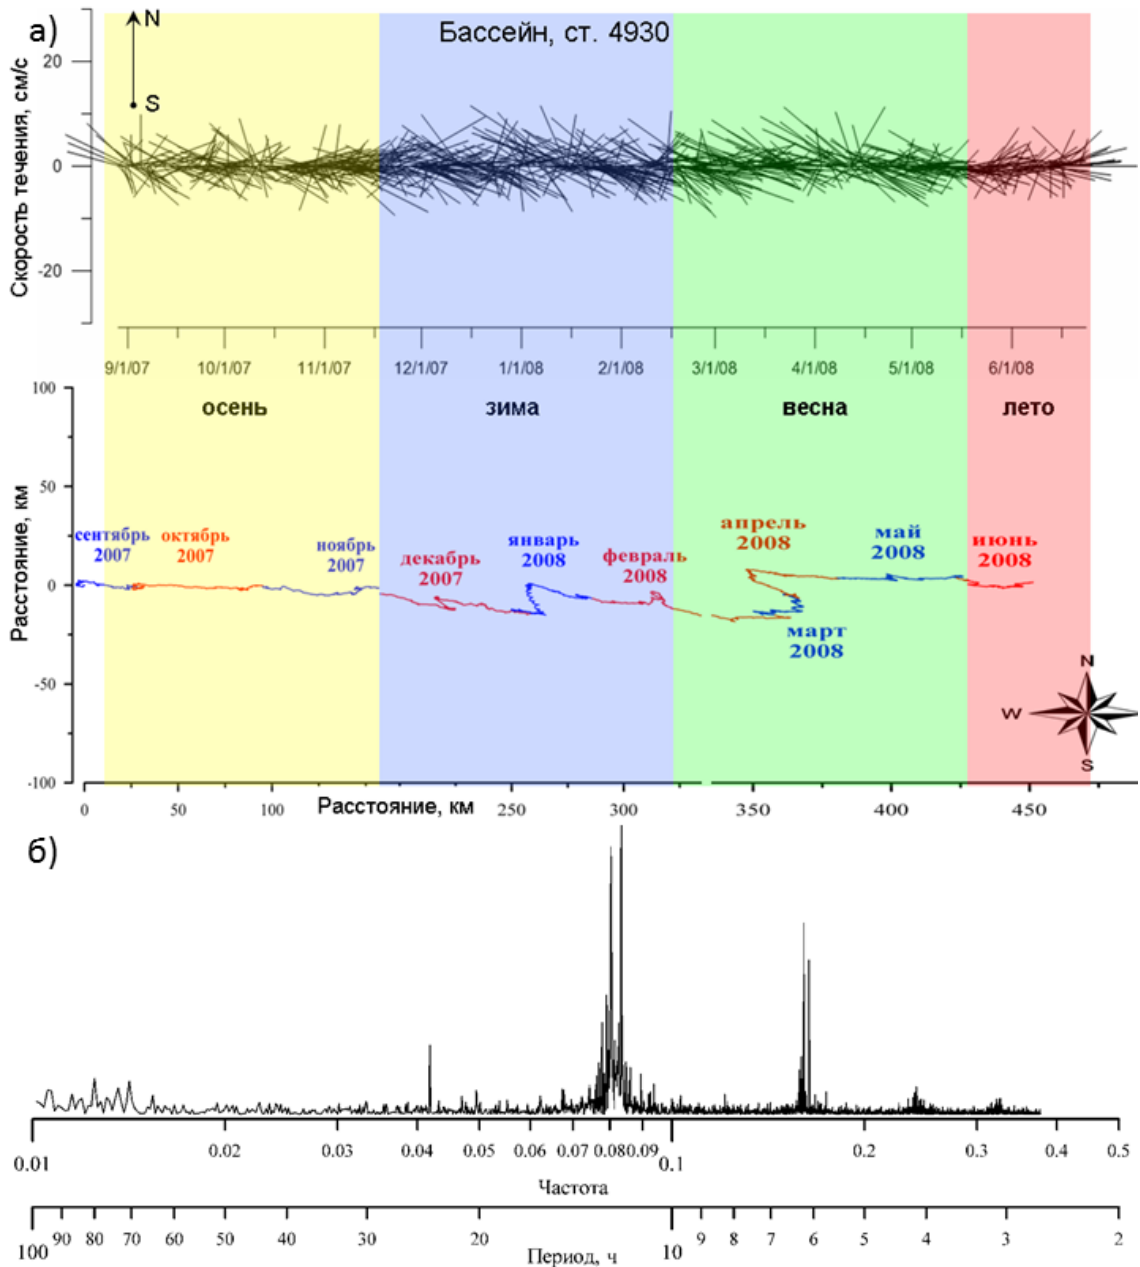 а)
N
Бассейн, ст. 4930
S
Скорость течения, см/с
20
0
-20
9/1/07 10/1/07 11/1/07 12/1/07 1/1/08 2/1/08 3/1/08 4/1/08 5/1/08 6/1/08
осень зима весна лето
Расстояние, км
100
50
0
-50
-100
сентябрь
2007
октябрь
2007
ноябрь
2007
декабрь
2007
январь
2008
февраль
2008
апрель
2008
март
2008
май
2008
июнь
2008
N
W
S
0 50 100 250 300 350 400 450
Расстояние, км
б)
0.01 0.02 0.03 0.04 0.05 0.06 0.07 0.08 0.09 0.1 0.2 0.3 0.4 0.5
Частота
100 90 80 70 60 50 40 30 20 10 9 8 7 6 5 4 3 2
Период, ч